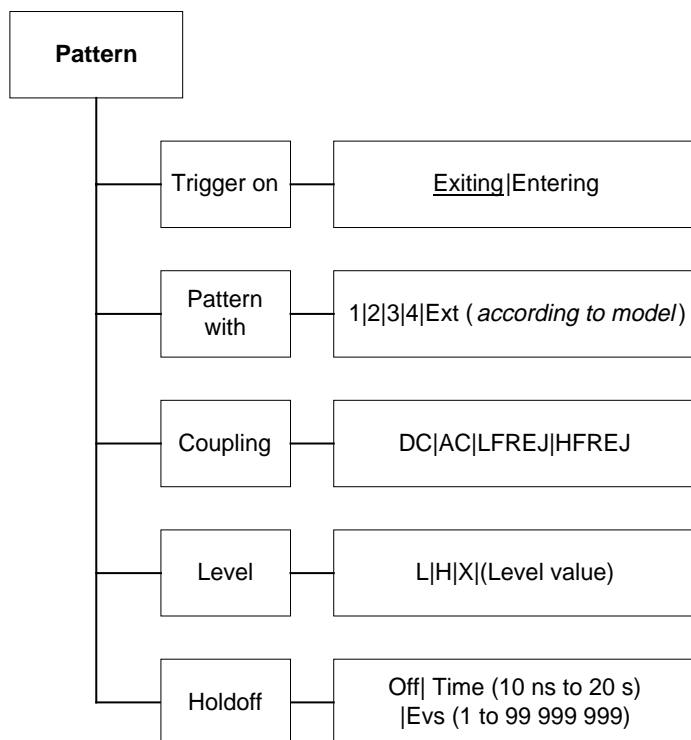 Pattern
Trigger on
Exiting|Entering
Pattern
with
1|2|3|4|Ext (according to model)
Coupling
DC|AC|LFREJ|HFREJ
Level
L|H|X|(Level value)
Holdoff
Off| Time (10 ns to 20 s)
|Evs (1 to 99 999 999)